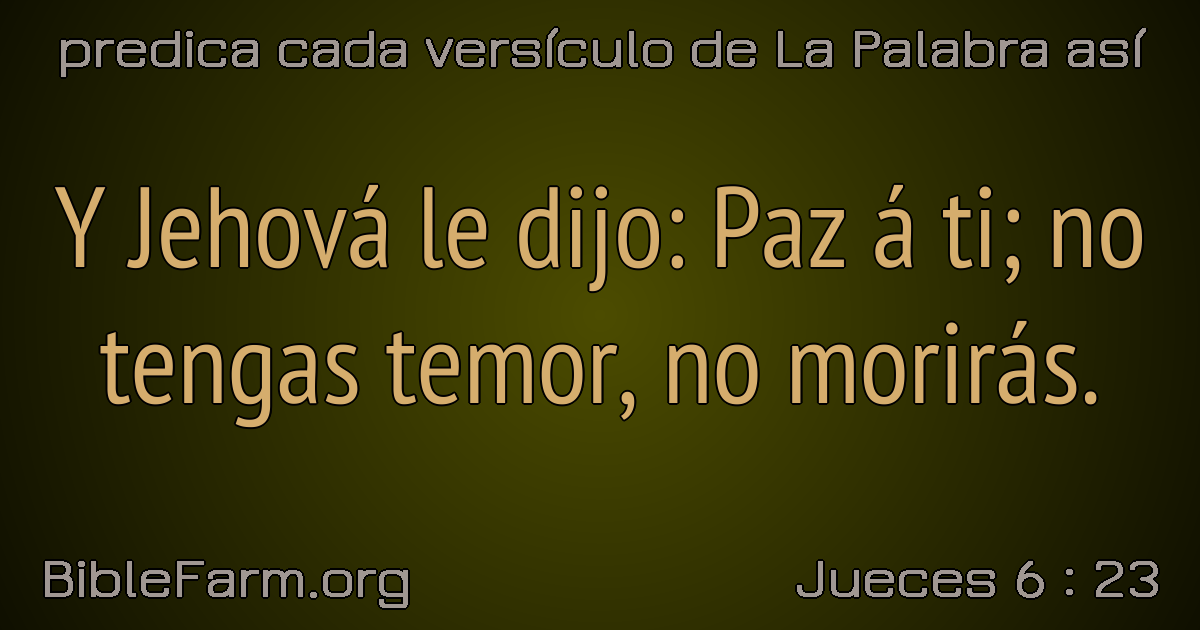 predica cada versículo de La Palabra así
Y Jehová le dijo: Paz á ti; no
tengas temor, no morirás.
BibleFarm.org
Jueces 6 : 23